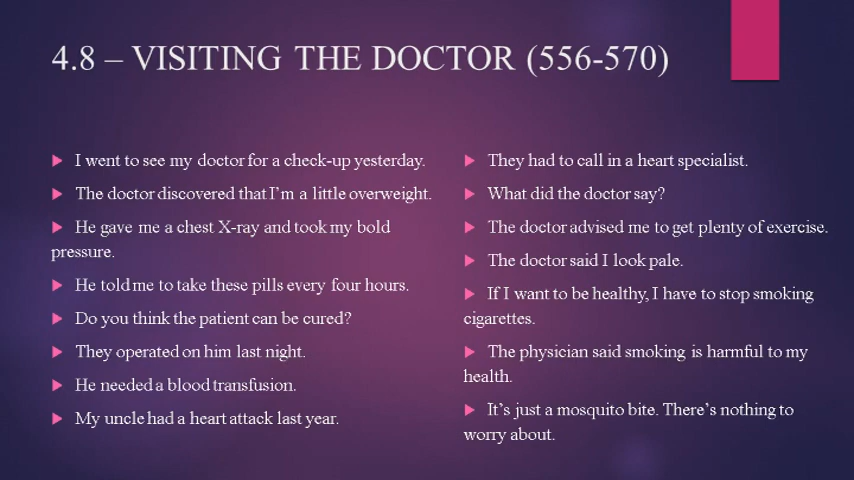 4.8 – VISITING THE DOCTOR (556-570)
I went to see my doctor for a check-up yesterday.
The doctor discovered that I'm a little overweight.
He gave me a chest X-ray and took my bold
pressure.
He told me to take these pills every four hours.
Do you think the patient can be cured?
They operated on him last night.
He needed a blood transfusion.
My uncle had a heart attack last year.
They had to call in a heart specialist.
What did the doctor say?
The doctor advised me to get plenty of exercise.
The doctor said I look pale.
If I want to be healthy, I have to stop smoking
cigarettes.
The physician said smoking is harmful to my
health.
It's just a mosquito bite. There's nothing to
worry about.